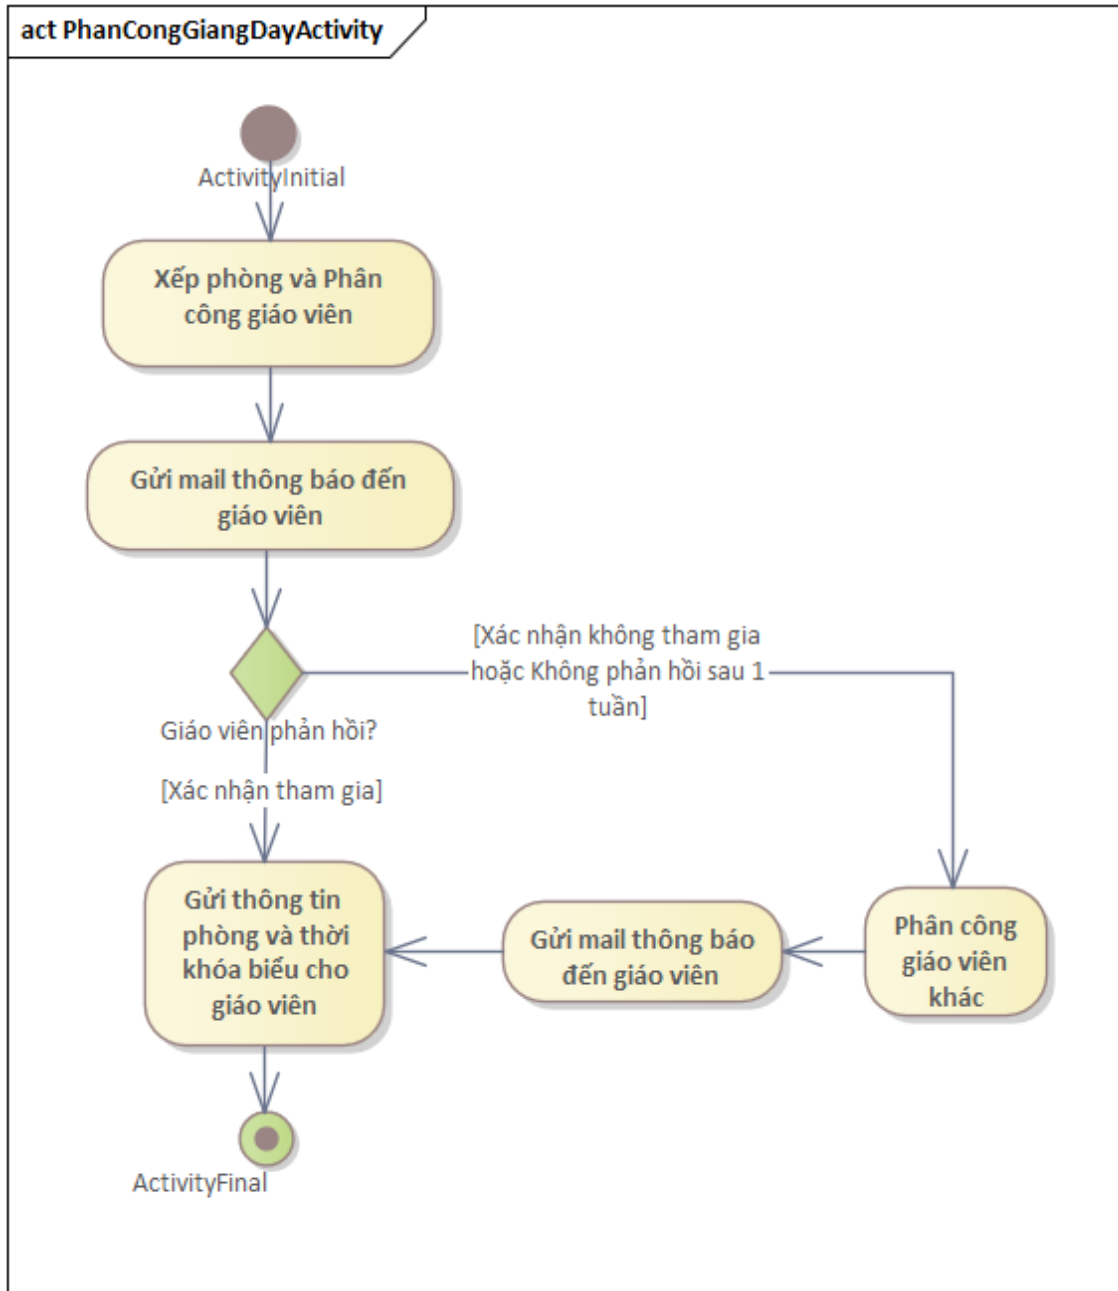 act PhanCongGiangDayActivity
ActivityInitial
Xếp phòng và Phân
công giáo viên
Gửi mail thông báo đến
giáo viên
[Xác nhận không tham gia
hoặc Không phản hồi sau 1
tuần]
Giáo viên phản hồi?
[Xác nhận tham gia]
Gửi thông tin
phòng và thời
khóa biểu cho
giáo viên
Gửi mail thông báo
đến giáo viên
Phân công
giáo viên
khác
ActivityFinal